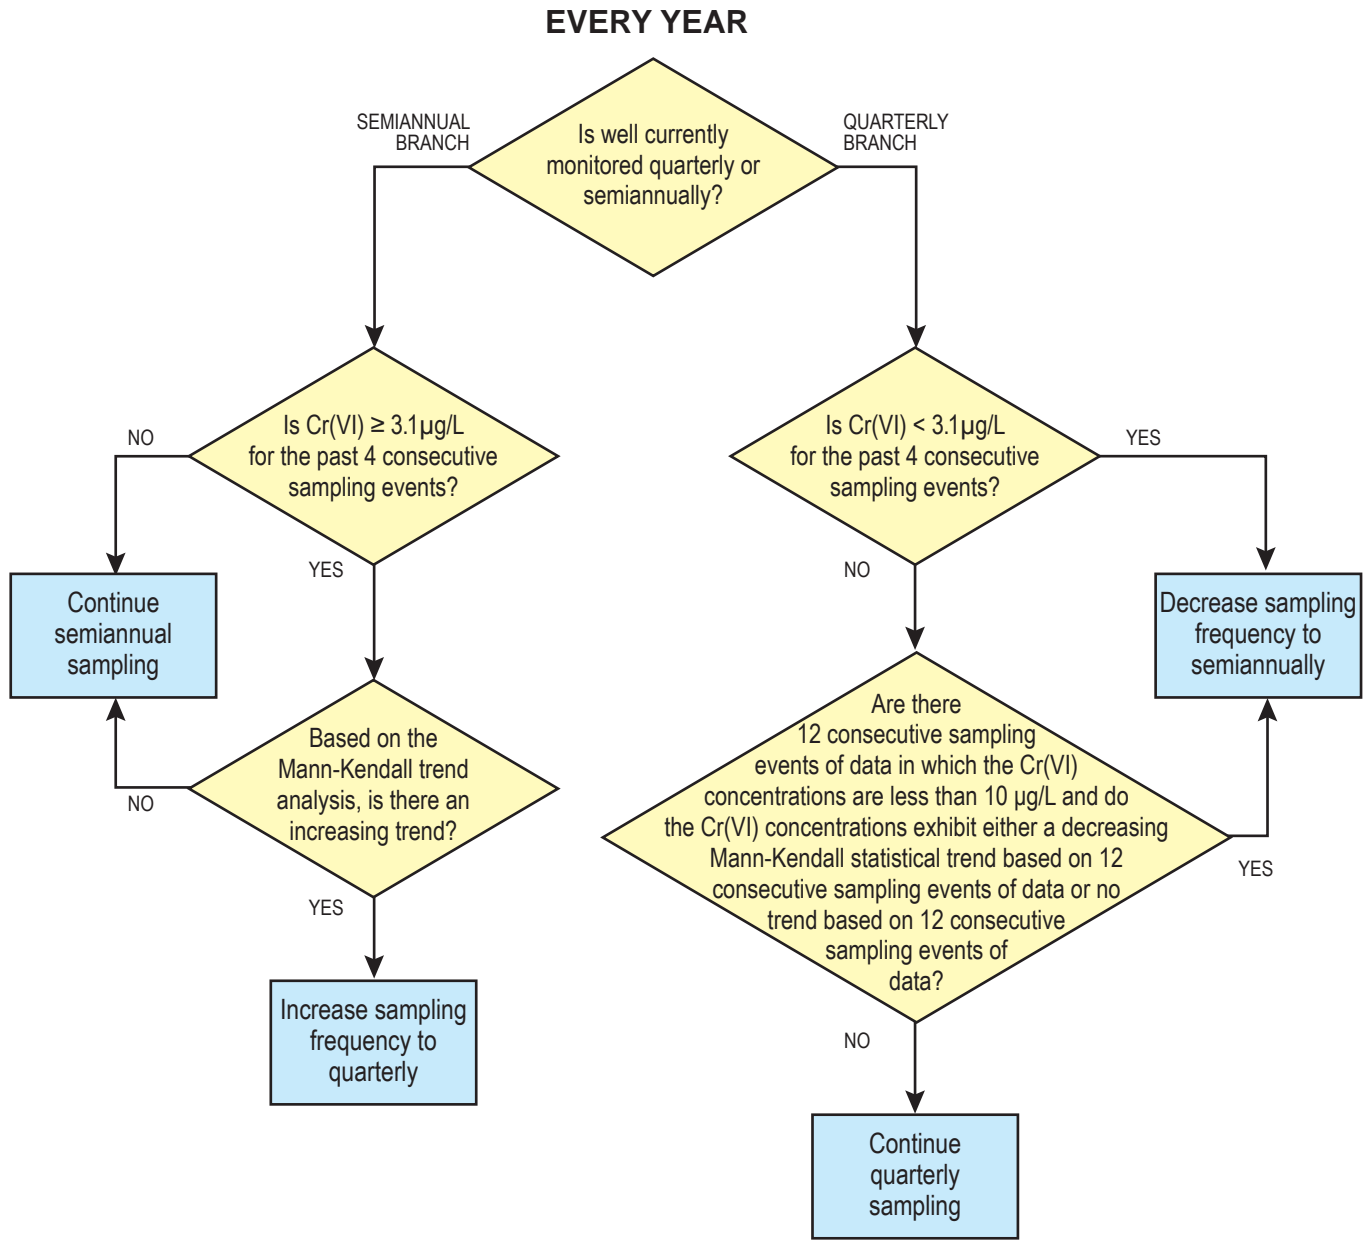 EVERY YEAR
SEMIANNUAL
BRANCH
QUARTERLY
BRANCH
Is well currently
monitored quarterly or
semiannually?
NO
Is Cr(VI) ≥ 3.1µg/L
for the past 4 consecutive
sampling events?
Is Cr(VI) < 3.1µg/L
for the past 4 consecutive
sampling events?
YES
YES
NO
Continue
semiannual
sampling
Decrease sampling
frequency to
semiannually
Based on the
Mann-Kendall trend
analysis, is there an
increasing trend?
NO
Are there
12 consecutive sampling
events of data in which the Cr(VI)
concentrations are less than 10 µg/L and do
the Cr(VI) concentrations exhibit either a decreasing
Mann-Kendall statistical trend based on 12
consecutive sampling events of data or no
trend based on 12 consecutive
sampling events of
data?
YES
YES
Increase sampling
frequency to
quarterly
NO
Continue
quarterly
sampling